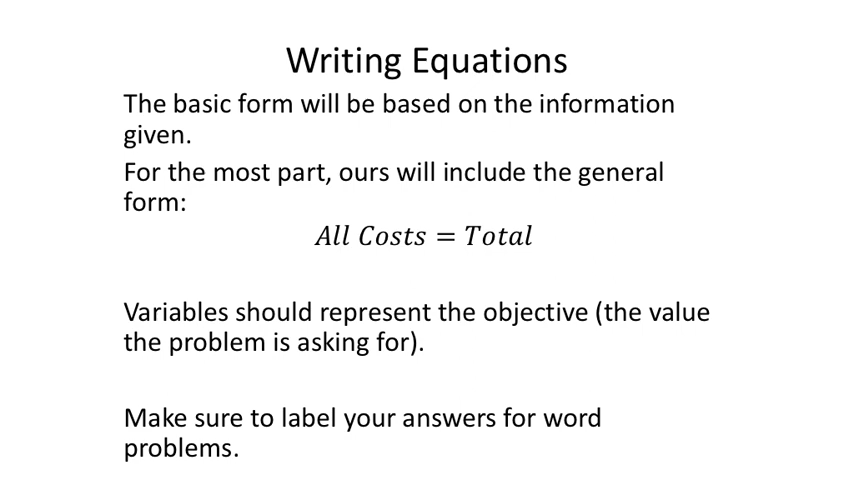 Writing Equations
The basic form will be based on the information
given.
For the most part, ours will include the general
form:
All Costs = Total
Variables should represent the objective (the value
the problem is asking for).
Make sure to label your answers for word
problems.